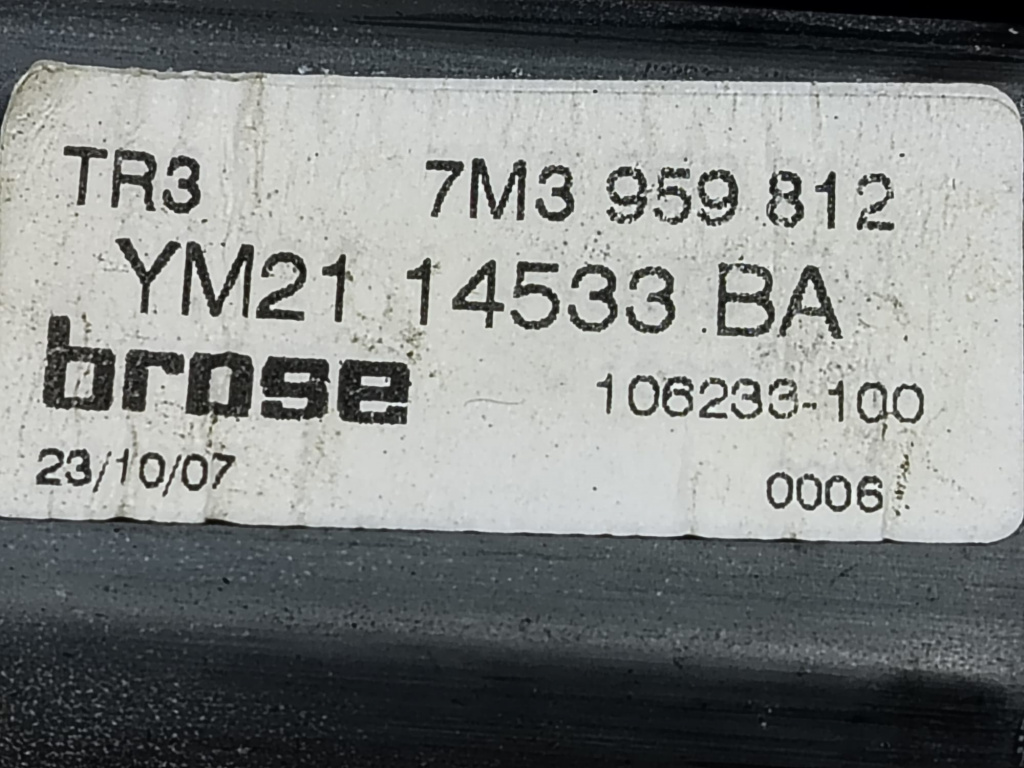 TR3 7M3 959 812
YM21 14533 BA
brose 106233-100
23/10/07 0006